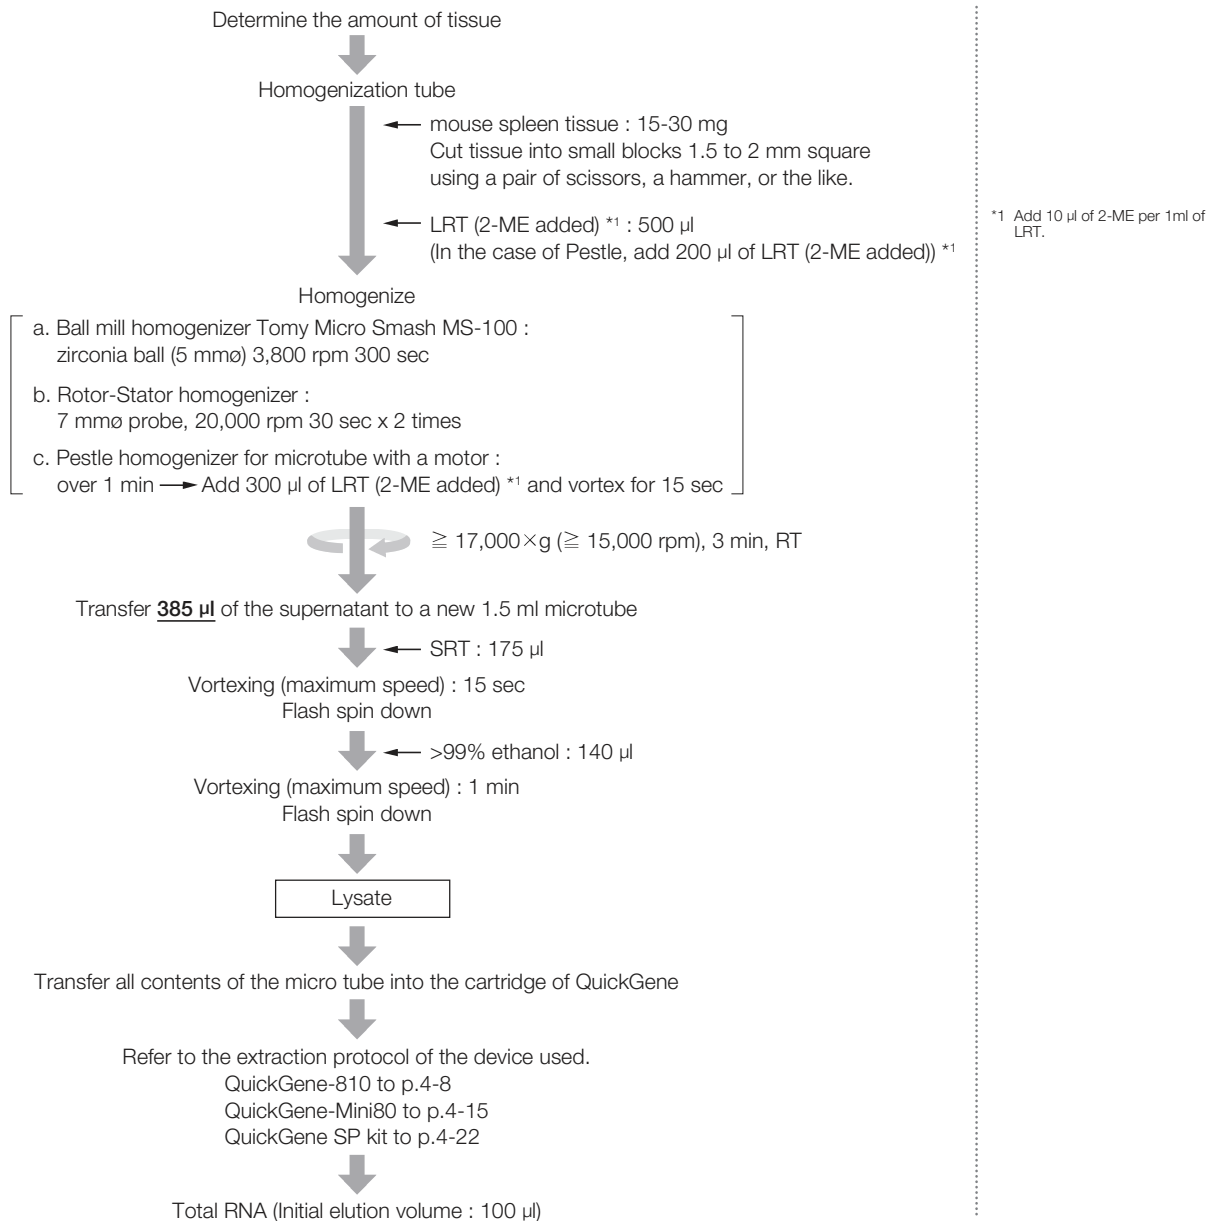 Determine the amount of tissue
Homogenization tube
mouse spleen tissue : 15-30 mg
Cut tissue into small blocks 1.5 to 2 mm square
using a pair of scissors, a hammer, or the like.
LRT (2-ME added) *1 : 500 µl
(In the case of Pestle, add 200 µl of LRT (2-ME added)) *1
*1 Add 10 µl of 2-ME per 1ml of
LRT.
Homogenize
a. Ball mill homogenizer Tomy Micro Smash MS-100 :
zirconia ball (5 mmø) 3,800 rpm 300 sec
b. Rotor-Stator homogenizer :
7 mmø probe, 20,000 rpm 30 sec x 2 times
c. Pestle homogenizer for microtube with a motor :
over 1 min → Add 300 µl of LRT (2-ME added) *1 and vortex for 15 sec
≧ 17,000×g (≧ 15,000 rpm), 3 min, RT
Transfer 385 µl of the supernatant to a new 1.5 ml microtube
SRT : 175 µl
Vortexing (maximum speed) : 15 sec
Flash spin down
>99% ethanol : 140 µl
Vortexing (maximum speed) : 1 min
Flash spin down
Lysate
Transfer all contents of the micro tube into the cartridge of QuickGene
Refer to the extraction protocol of the device used.
QuickGene-810 to p.4-8
QuickGene-Mini80 to p.4-15
QuickGene SP kit to p.4-22
Total RNA (Initial elution volume : 100 µl)